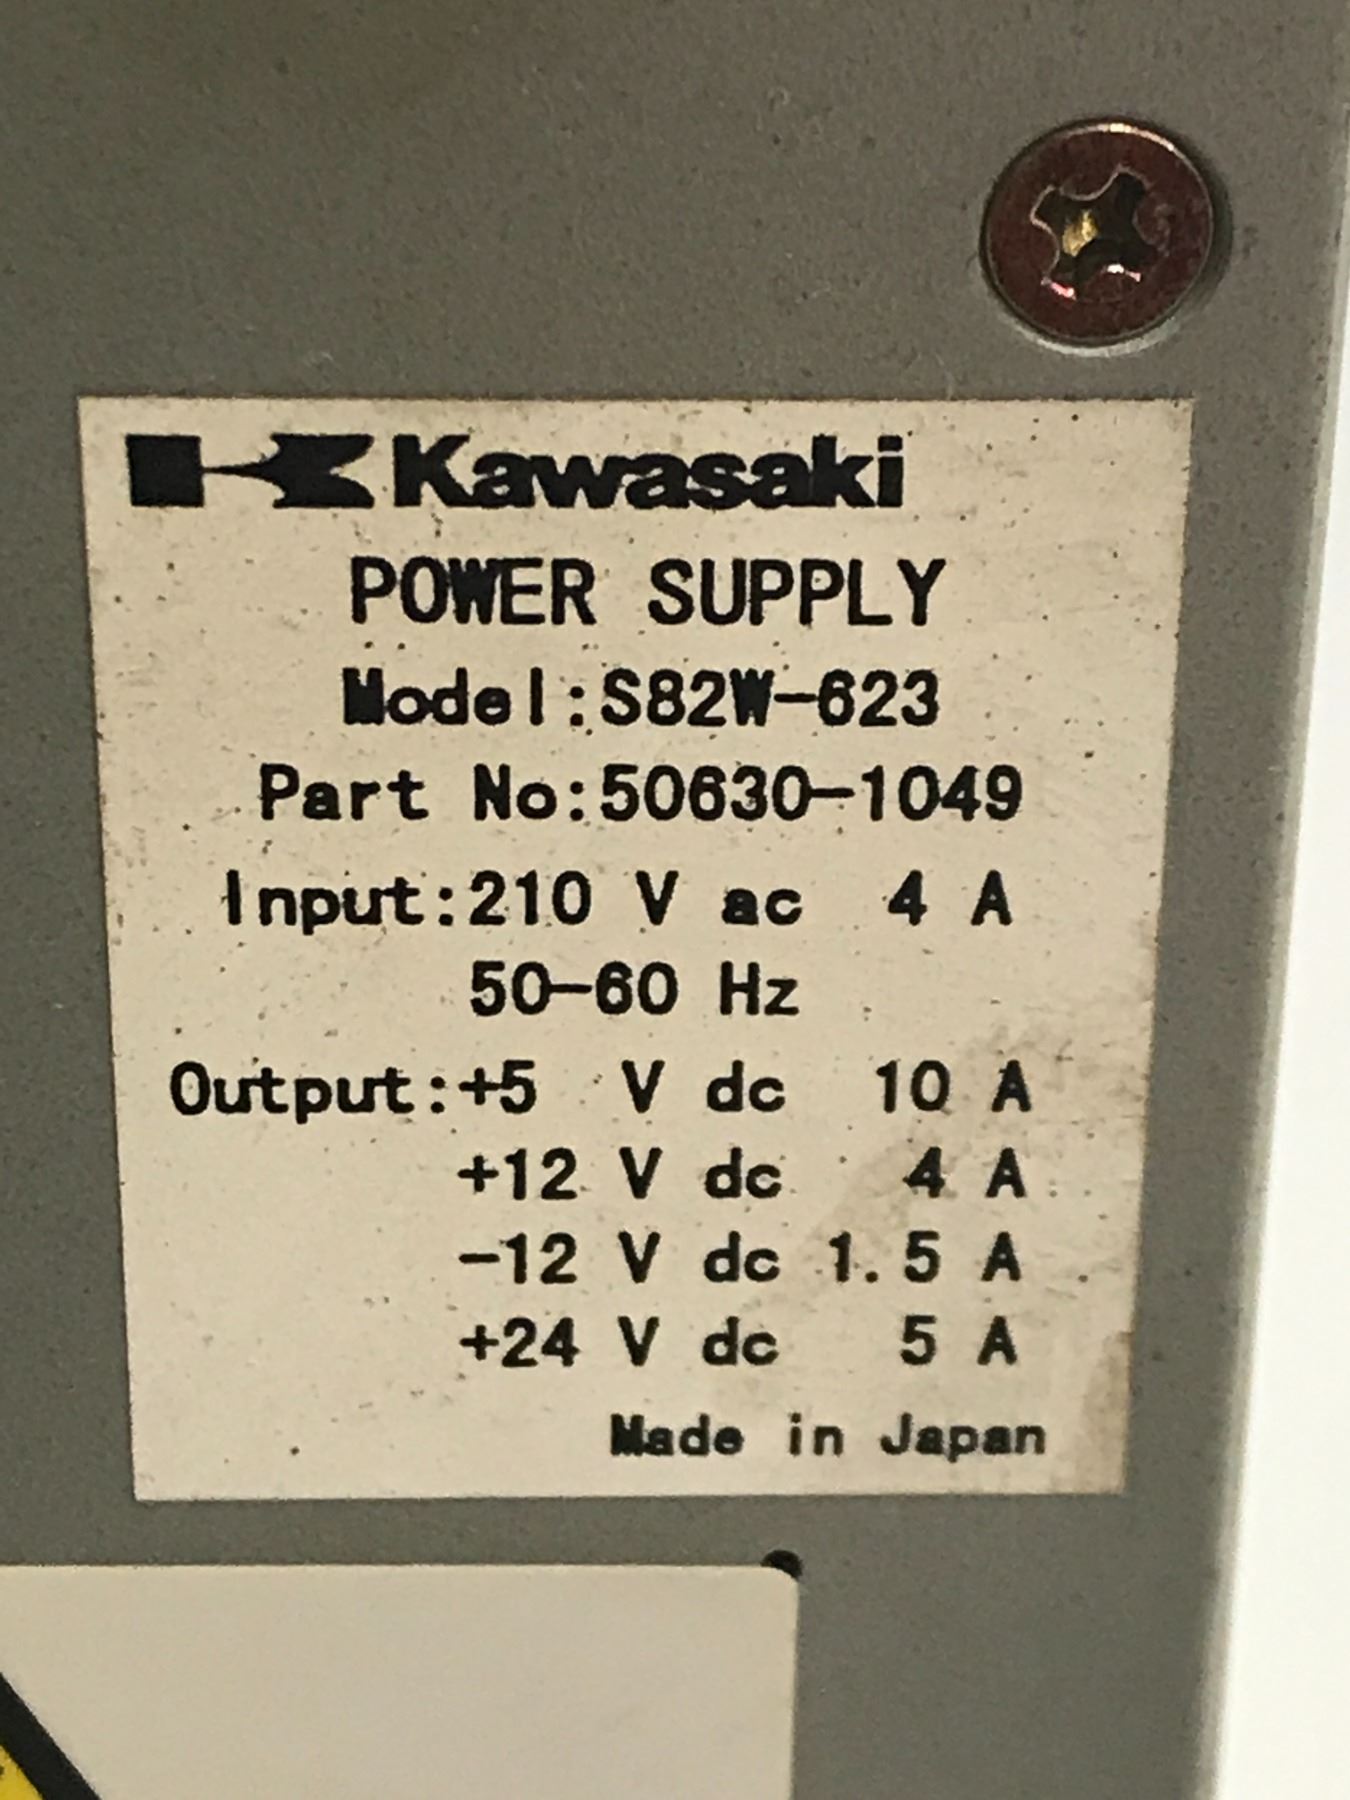 Kawasaki
POWER SUPPLY
Model:S82W-623
Part No:50630-1049
Input:210 V ac 4 A
50-60 Hz
Output:+5 V dc 10 A
+12 V dc 4 A
-12 V dc 1.5 A
+24 V dc 5 A
Made in Japan